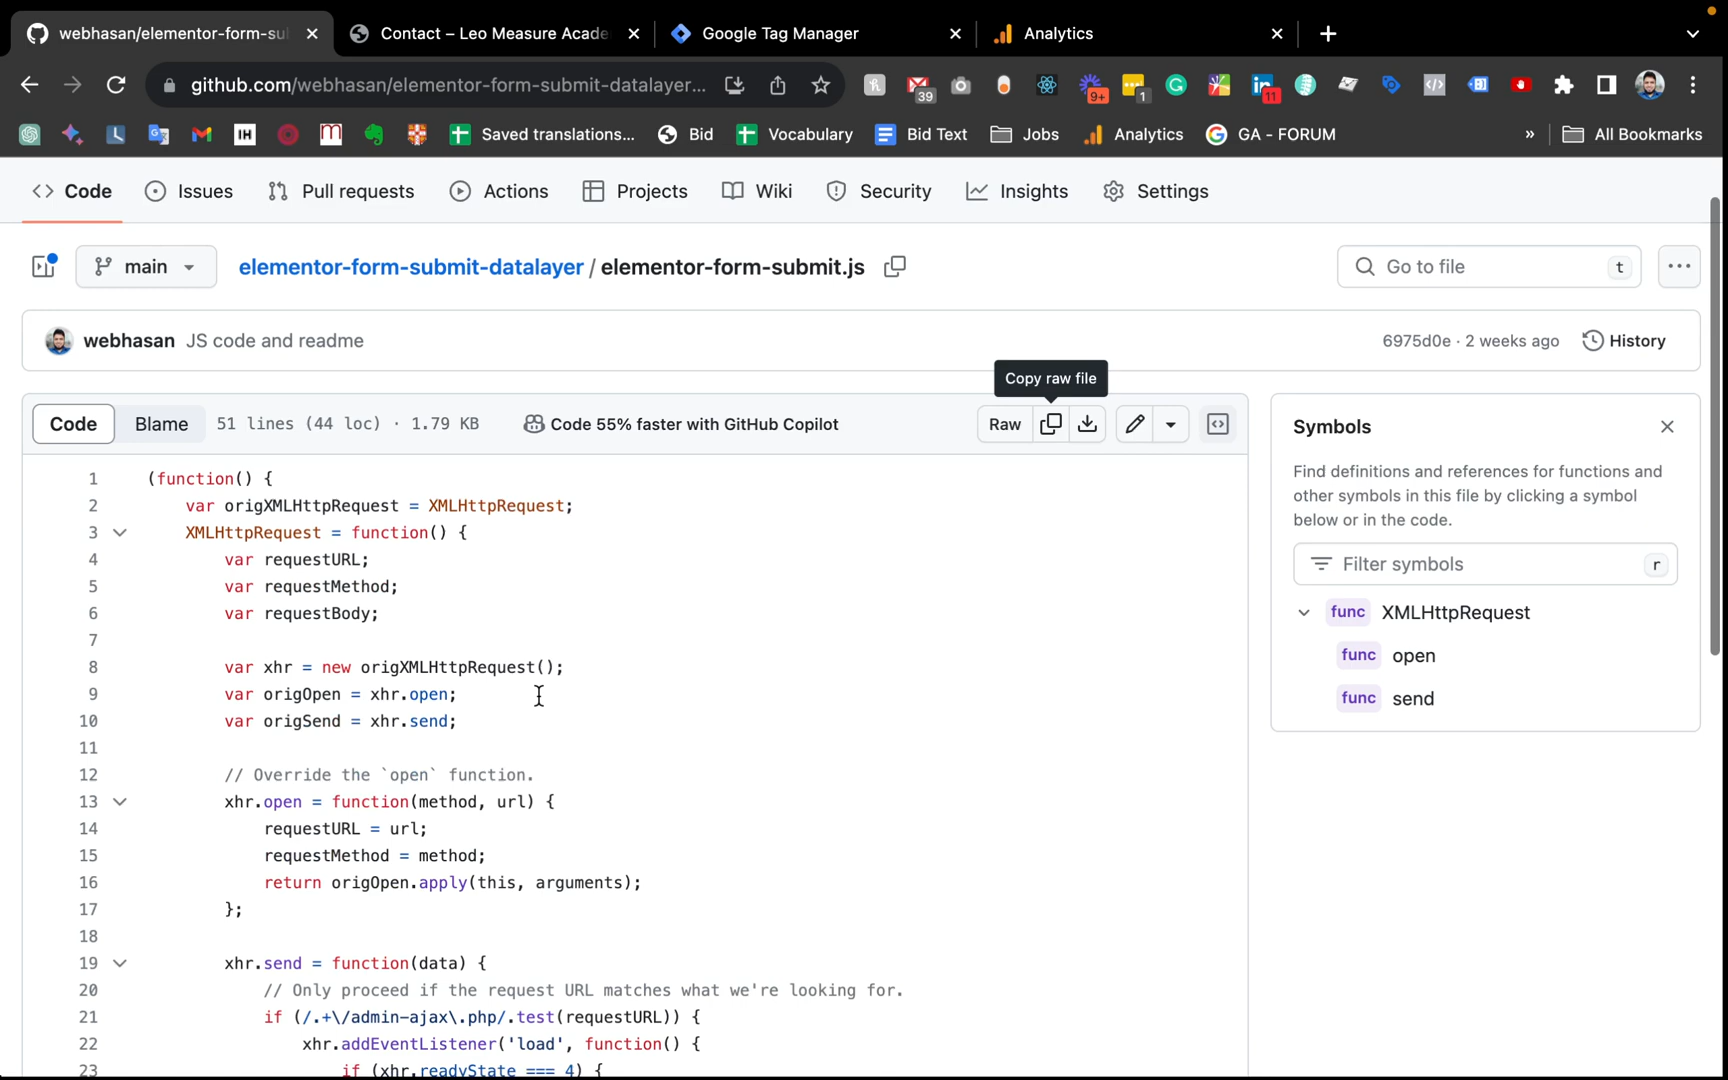 webhasan/elementor-form-su
Contact – Leo Measure Acade
Google Tag Manager
Analytics
github.com/webhasan/elementor-form-submit-datalayer...
39
9+
1
11
IH
Saved translations...
Bid
Vocabulary
Bid Text
Jobs
Analytics
GA - FORUM
»
All Bookmarks
Code
Issues
Pull requests
Actions
Projects
Wiki
Security
Insights
Settings
main
elementor-form-submit-datalayer / elementor-form-submit.js
Go to file
t
webhasan JS code and readme
6975d0e · 2 weeks ago
History
Copy raw file
Code
Blame
51 lines (44 loc) · 1.79 KB
Code 55% faster with GitHub Copilot
Raw
Symbols
Find definitions and references for functions and
other symbols in this file by clicking a symbol
below or in the code.
Filter symbols
r
func XMLHttpRequest
func open
func send
1 (function() {
2 var origXMLHttpRequest = XMLHttpRequest;
3 XMLHttpRequest = function() {
4 var requestURL;
5 var requestMethod;
6 var requestBody;
7
8 var xhr = new origXMLHttpRequest();
9 var origOpen = xhr.open;
10 var origSend = xhr.send;
11
12 // Override the `open` function.
13 xhr.open = function(method, url) {
14 requestURL = url;
15 requestMethod = method;
16 return origOpen.apply(this, arguments);
17 };
18
19 xhr.send = function(data) {
20 // Only proceed if the request URL matches what we're looking for.
21 if (/.+\/admin-ajax\.php/.test(requestURL)) {
22 xhr.addEventListener('load', function() {
23 if (xhr.readyState === 4) {